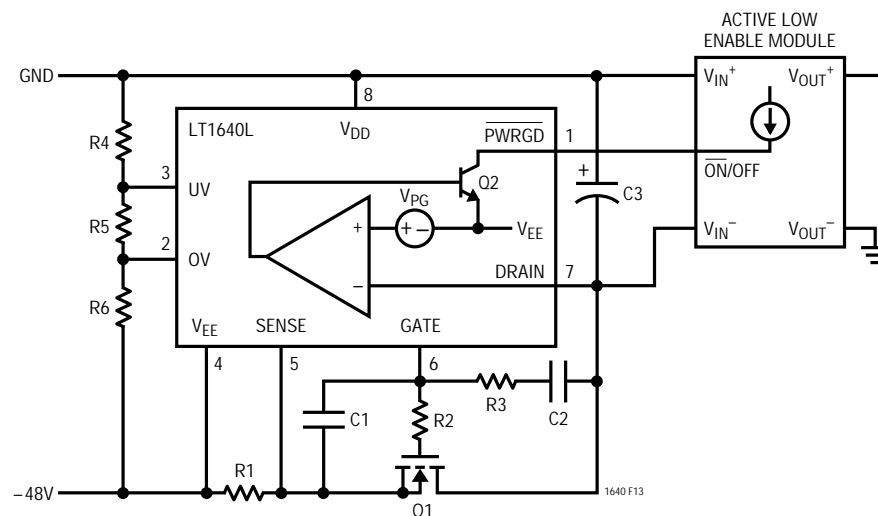 ACTIVE LOW
ENABLE MODULE
GND
8
VDD
LT1640L
PWRGD
1
VIN+
VOUT+
R4
3
UV
Q2
ON/OFF
+
C3
VPG
R5
+
+ −
VEE
VIN−
VOUT−
2
OV
DRAIN
7
−
R6
VEE
SENSE
GATE
4
5
6
R3
C2
C1
R2
R1
−48V
Q1
1640 F13